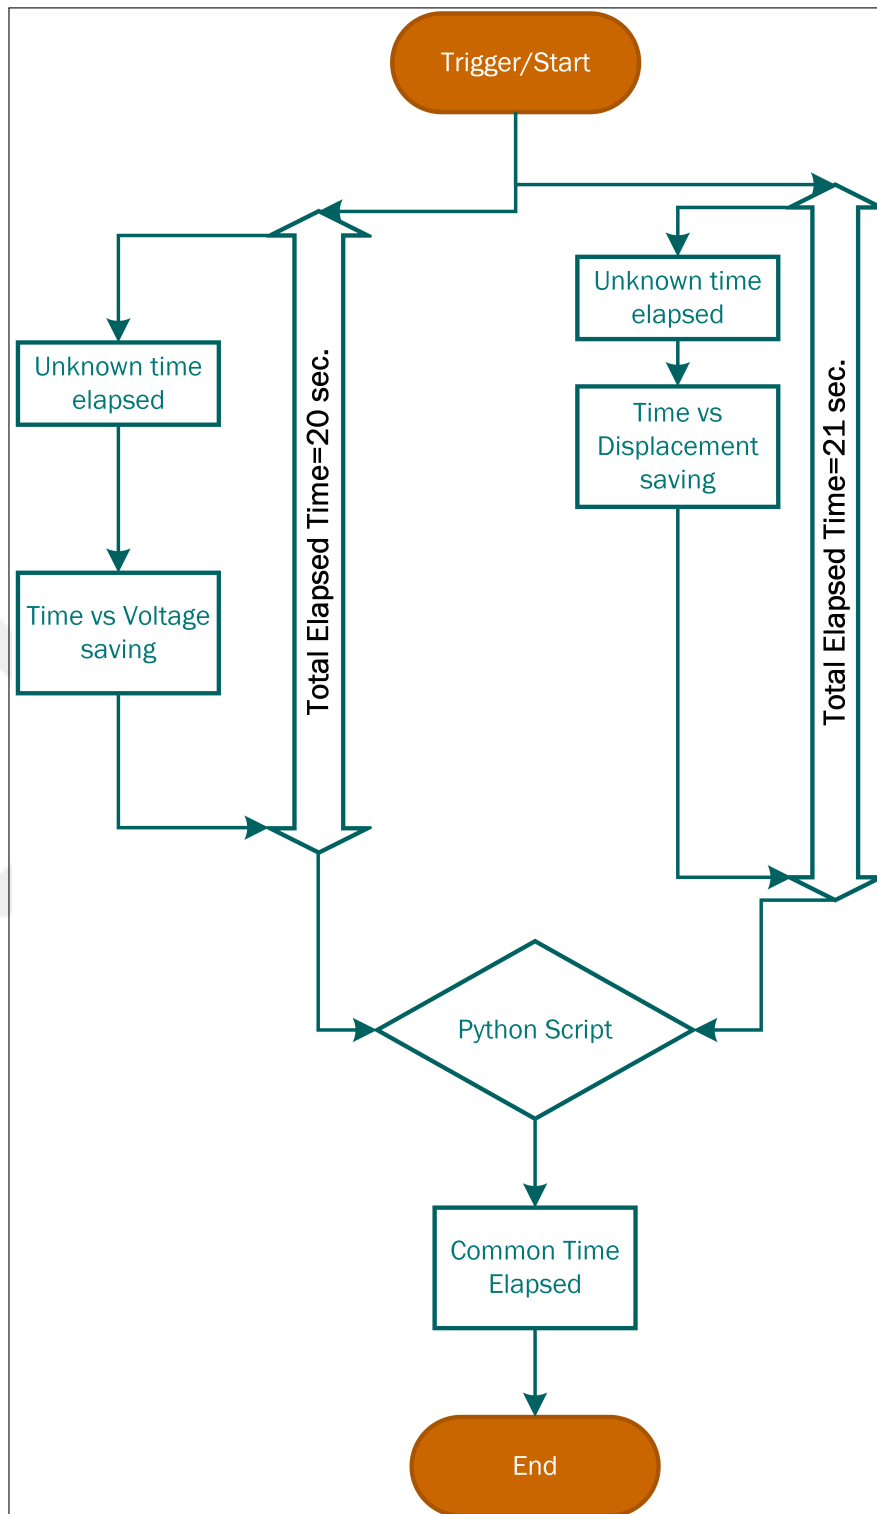 Trigger/Start
Unknown time
elapsed
Time vs Voltage
saving
Total Elapsed Time=20 sec.
Unknown time
elapsed
Time vs
Displacement
saving
Total Elapsed Time=21 sec.
Python Script
Common Time
Elapsed
End